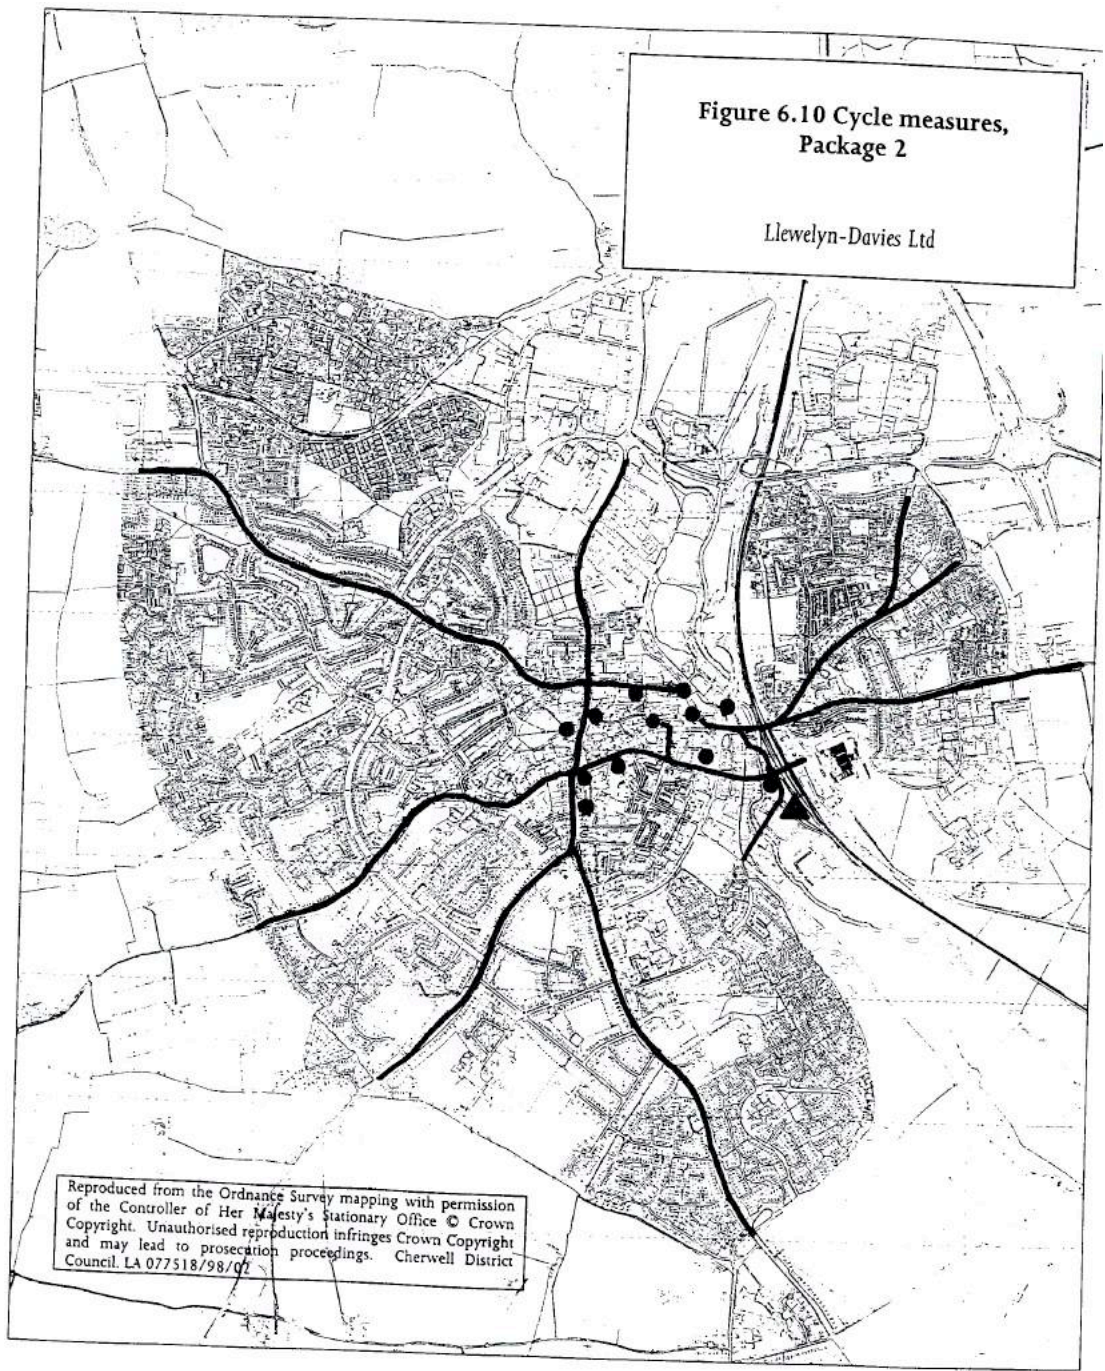 Figure 6.10 Cycle measures,
Package 2
Llewelyn-Davies Ltd
Reproduced from the Ordnance Survey mapping with permission
of the Controller of Her Majesty's Stationary Office © Crown
Copyright. Unauthorised reproduction infringes Crown Copyright
and may lead to prosecution proceedings. Cherwell District
Council. LA 077518/98/02